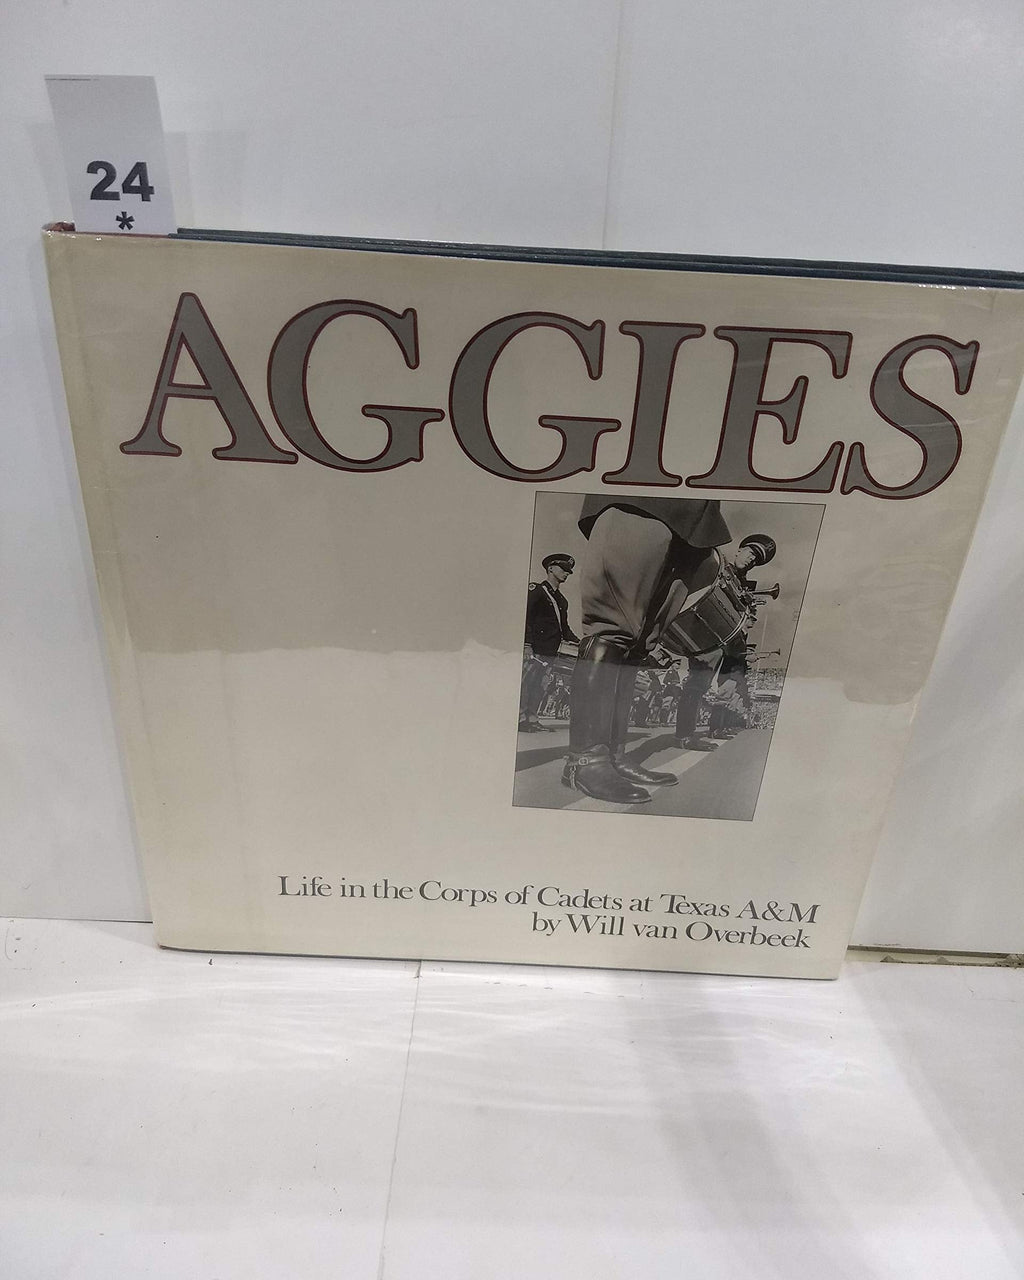 24
*
AGGIES
Life in the Corps of Cadets at Texas A&M
by Will van Overbeek